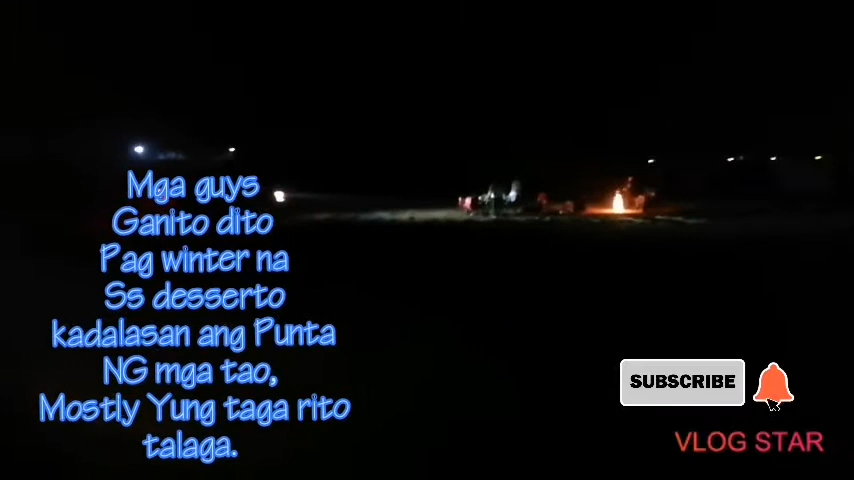 Mga guys
Ganito dito
Pag winter na
Ss desserto
kadalasan ang Punta
NG mga tao,
Mostly Yung taga rito
talaga.
SUBSCRIBE
VLOG STAR